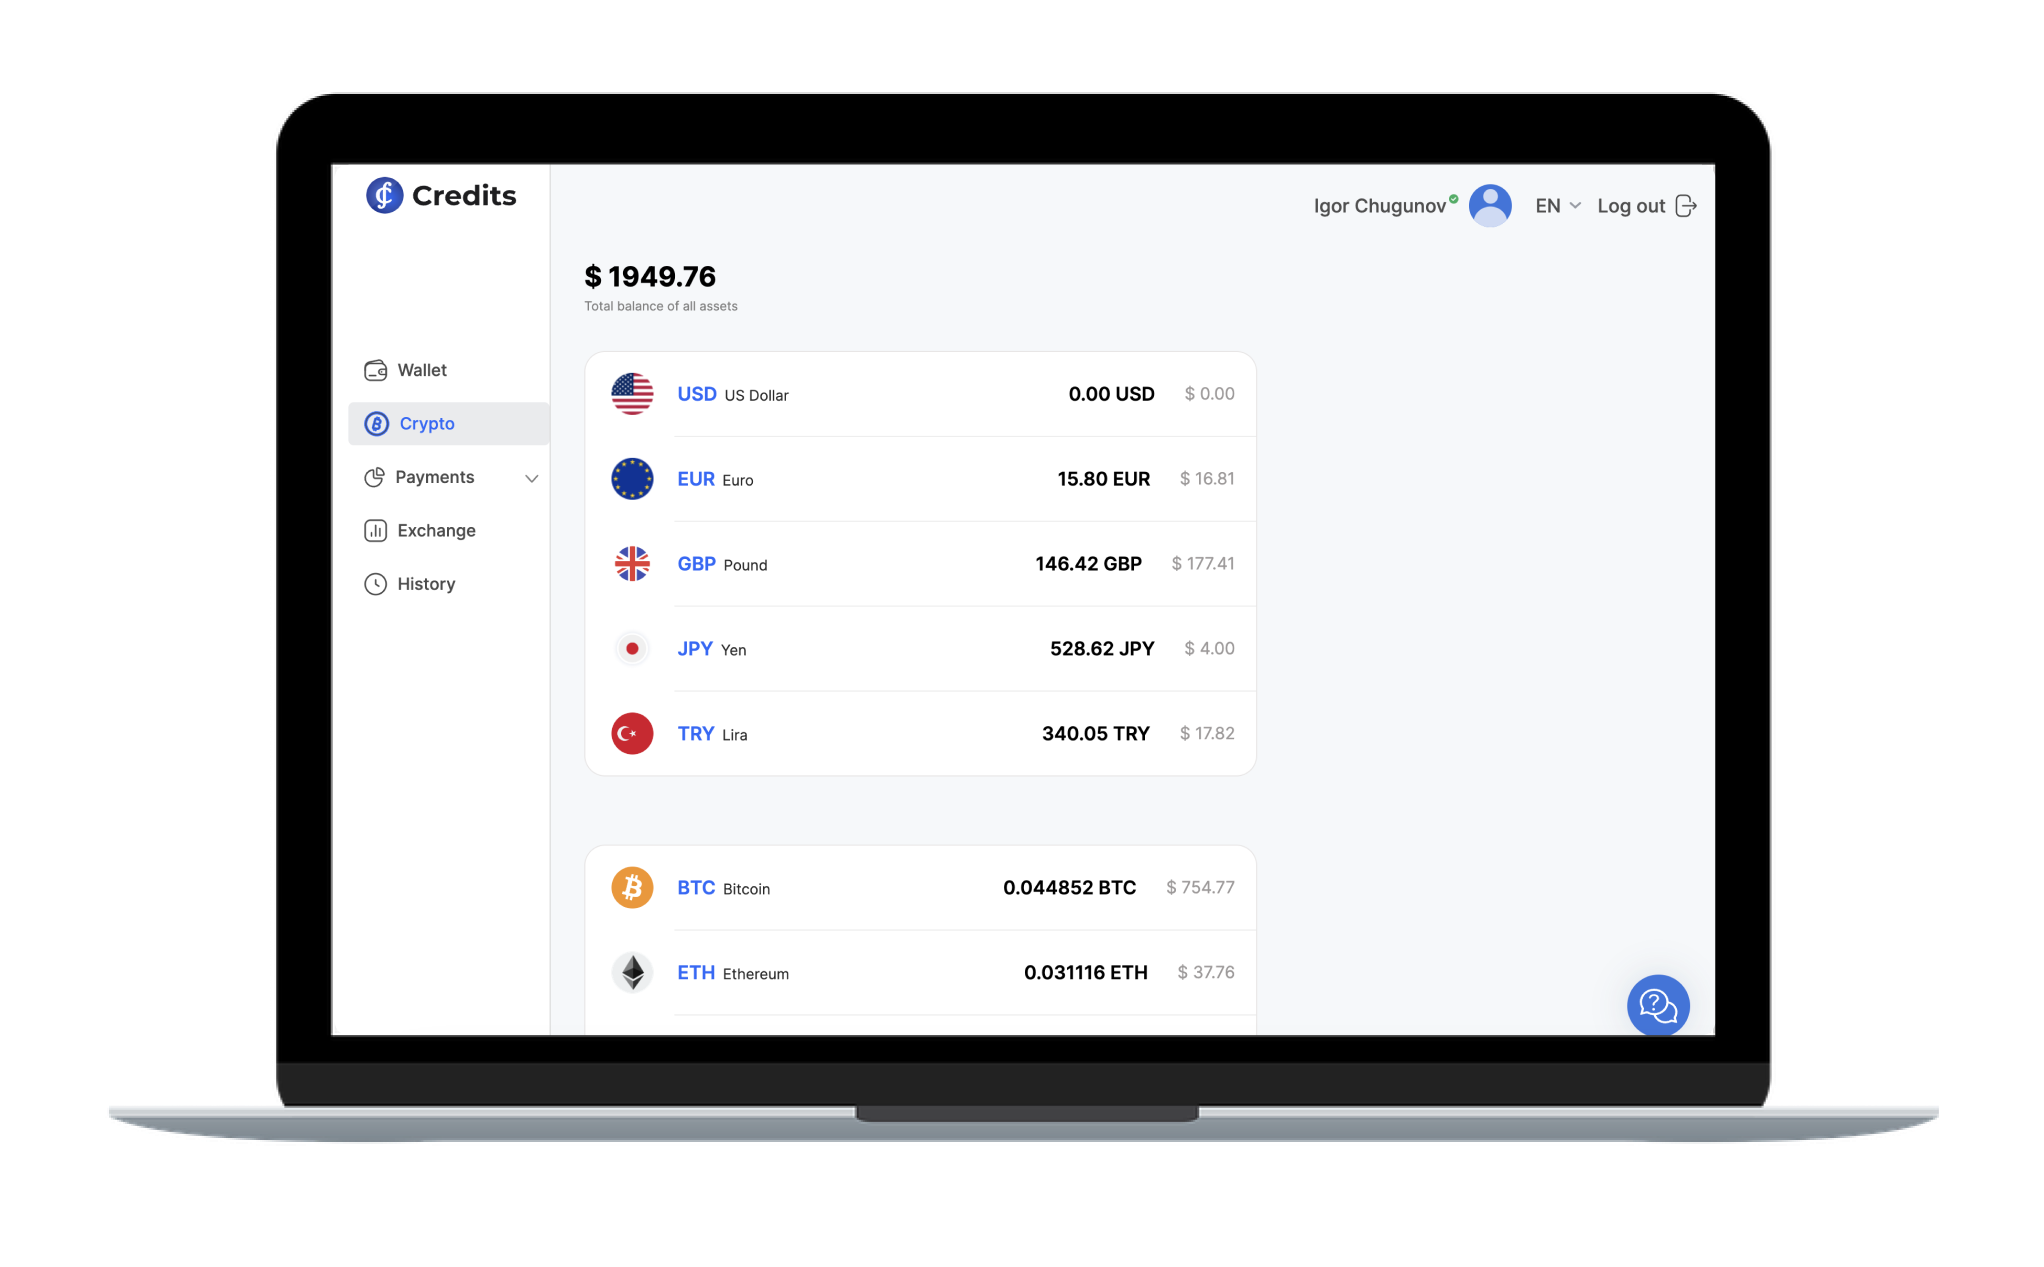 Credits
Igor Chugunov EN Log out
$ 1949.76
Total balance of all assets
Wallet
Crypto
Payments
Exchange
History
USD US Dollar 0.00 USD $ 0.00
EUR Euro 15.80 EUR $ 16.81
GBP Pound 146.42 GBP $ 177.41
JPY Yen 528.62 JPY $ 4.00
TRY Lira 340.05 TRY $ 17.82
BTC Bitcoin 0.044852 BTC $ 754.77
ETH Ethereum 0.031116 ETH $ 37.76